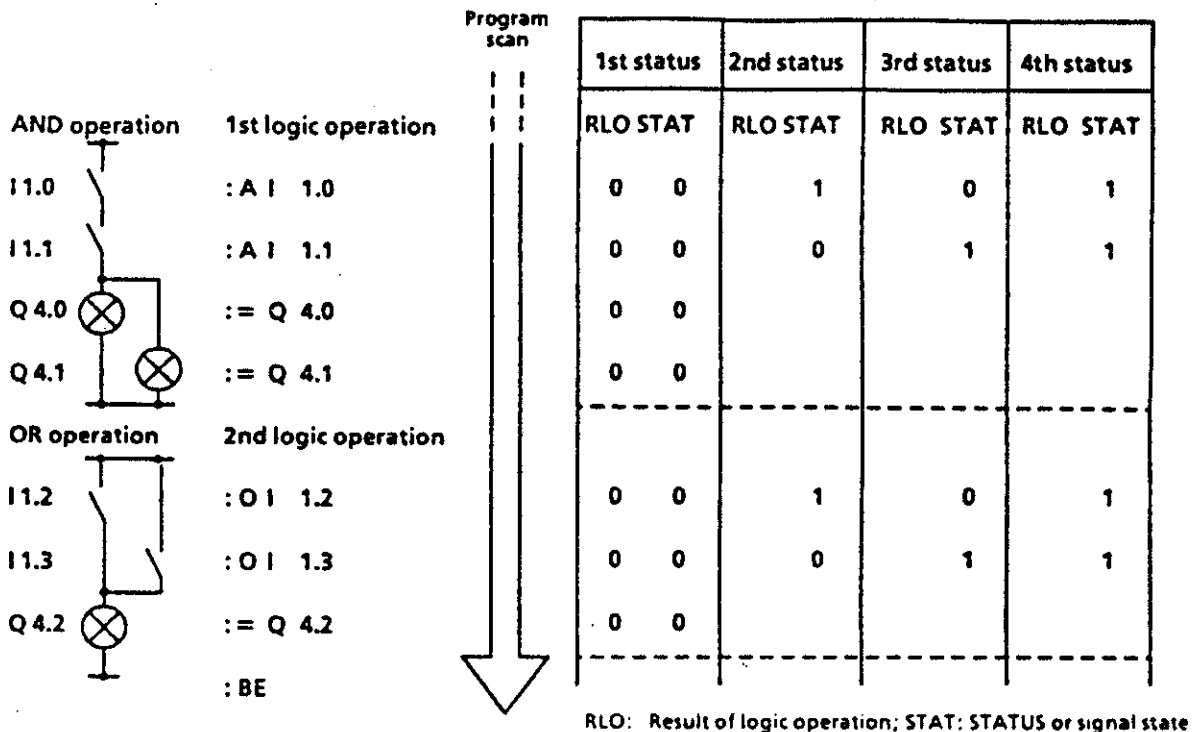 Program
scan
1st status 2nd status 3rd status 4th status
AND operation 1st logic operation RLO STAT RLO STAT RLO STAT RLO STAT
I 1.0 : A I 1.0 0 0 1 0 1
I 1.1 : A I 1.1 0 0 0 1 1
Q 4.0 := Q 4.0 0 0
Q 4.1 := Q 4.1 0 0
OR operation 2nd logic operation
I 1.2 : O I 1.2 0 0 1 0 1
I 1.3 : O I 1.3 0 0 0 1 1
Q 4.2 := Q 4.2 0 0
: BE
RLO: Result of logic operation; STAT: STATUS or signal state